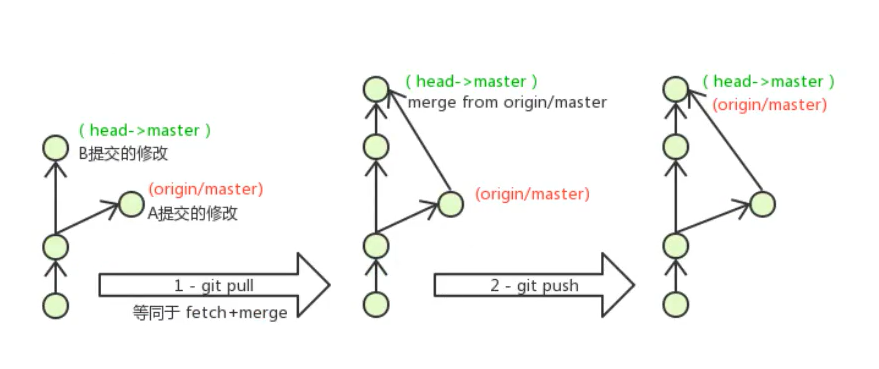 (head->master)
B提交的修改
(origin/master)
A提交的修改
1 - git pull
等同于 fetch+merge
(head->master)
merge from origin/master
(origin/master)
2 - git push
(head->master)
(origin/master)